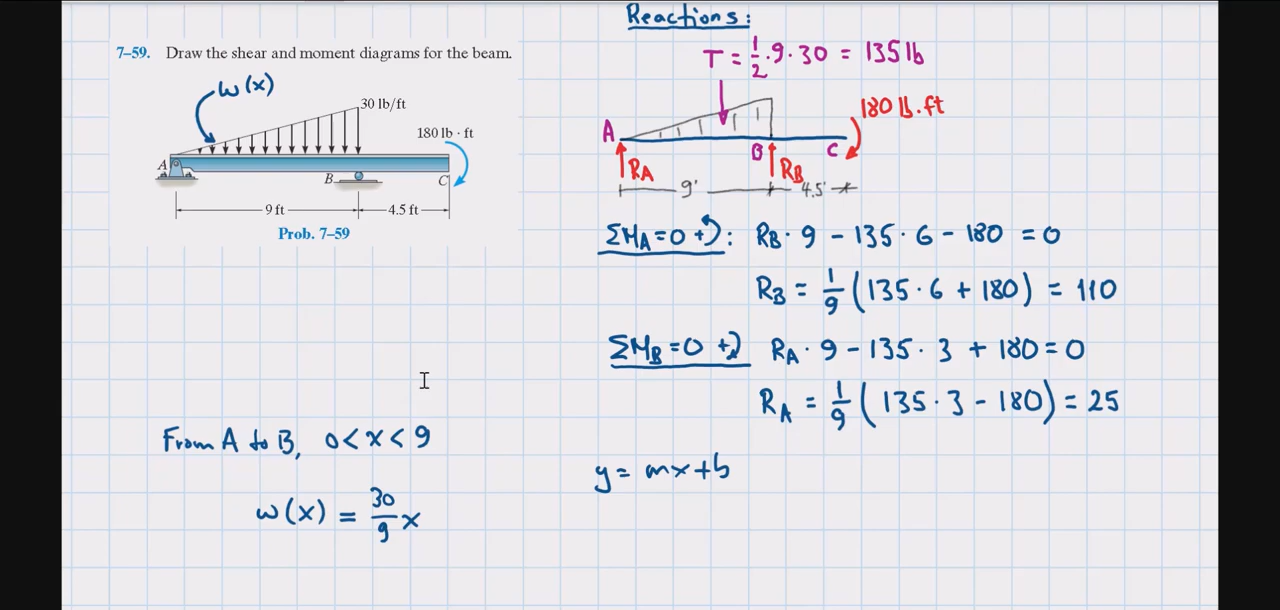 7–59. Draw the shear and moment diagrams for the beam.
w(x)
30 lb/ft
180 lb · ft
A
B
C
9 ft
4.5 ft
Prob. 7–59
From A to B, 0 < x < 9
w(x) = 30/9 x
Reactions:
T = 1/2 · 9 · 30 = 135 lb
180 lb.ft
A
B
C
RA
RB
9'
4.5'
ΣMA = 0 +↺: RB · 9 − 135 · 6 − 180 = 0
RB = 1/9 (135 · 6 + 180) = 110
ΣMB = 0 +↻ RA · 9 − 135 · 3 + 180 = 0
RA = 1/9 (135 · 3 − 180) = 25
y = mx + b